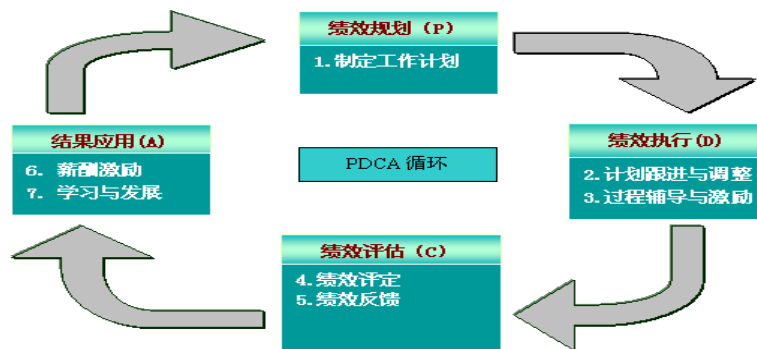 绩效规划（P）
1.制定工作计划
结果应用(A)
6. 薪酬激励
7. 学习与发展
PDCA 循环
绩效执行(D)
2.计划跟进与调整
3.过程辅导与激励
绩效评估（C）
4.绩效评定
5.绩效反馈